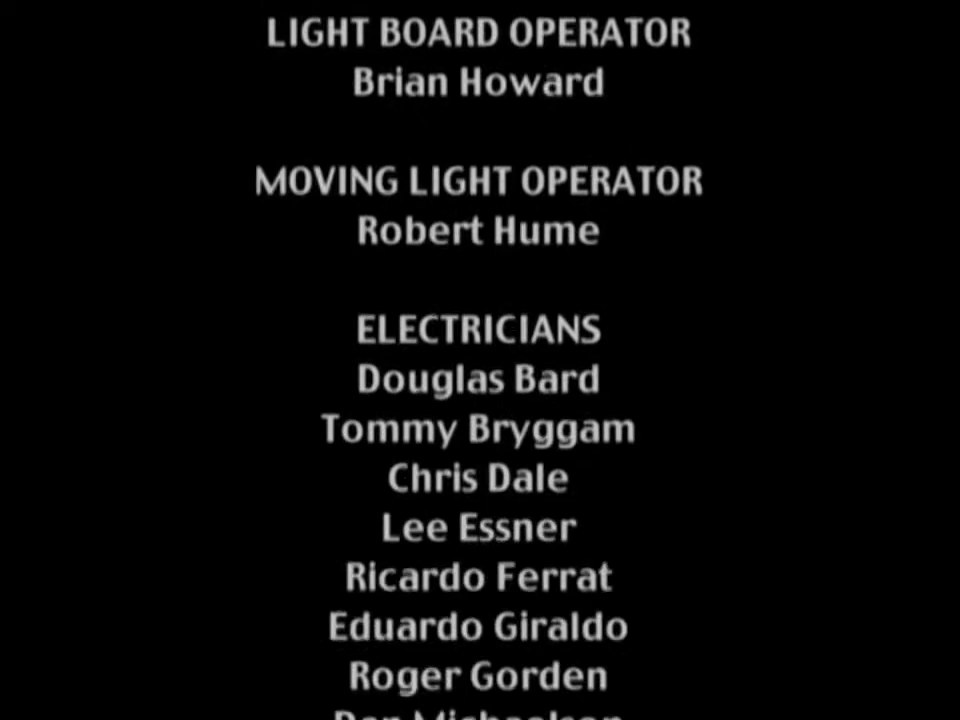 LIGHT BOARD OPERATOR
Brian Howard
MOVING LIGHT OPERATOR
Robert Hume
ELECTRICIANS
Douglas Bard
Tommy Bryggam
Chris Dale
Lee Essner
Ricardo Ferrat
Eduardo Giraldo
Roger Gorden